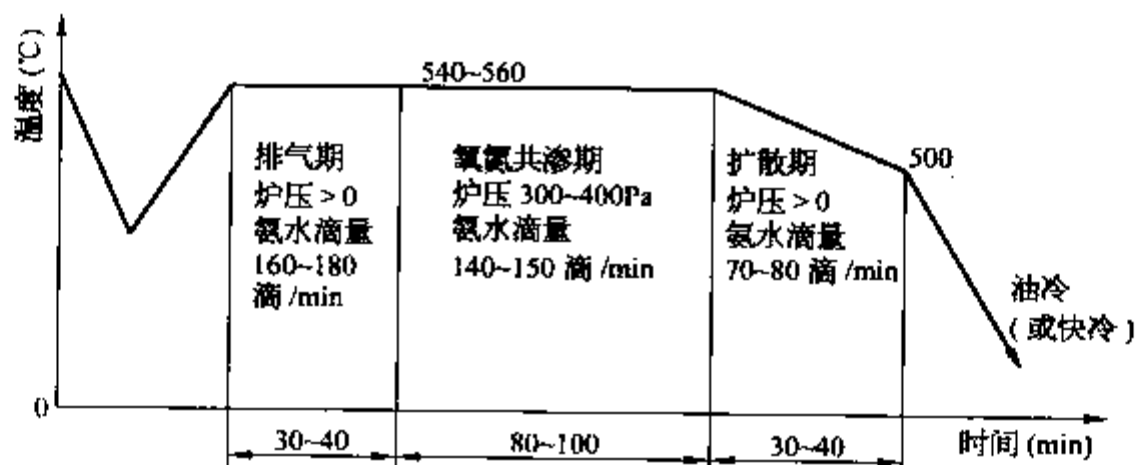 温度 (℃)
540~560
排气期
炉压 > 0
氨水滴量
160~180
滴 /min
氧氮共渗期
炉压 300~400Pa
氨水滴量
140~150 滴 /min
扩散期
炉压 > 0
氨水滴量
70~80 滴 /min
500
油冷
( 或快冷 )
0
30~40
80~100
30~40
时间 (min)